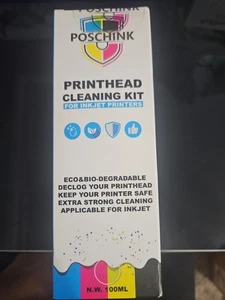 POSCHINK
POSCHINK
PRINTHEAD
CLEANING KIT
FOR INKJET PRINTERS
ECO&BIO-DEGRADABLE
DECLOG YOUR PRINTHEAD
KEEP YOUR PRINTER SAFE
EXTRA STRONG CLEANING
APPLICABLE FOR INKJET
N.W. 100ML